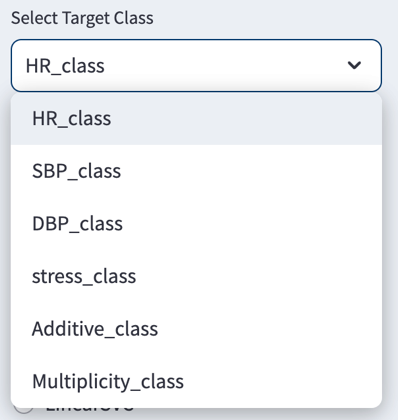 Select Target Class
HR_class
HR_class
SBP_class
DBP_class
stress_class
Additive_class
Multiplicity_class